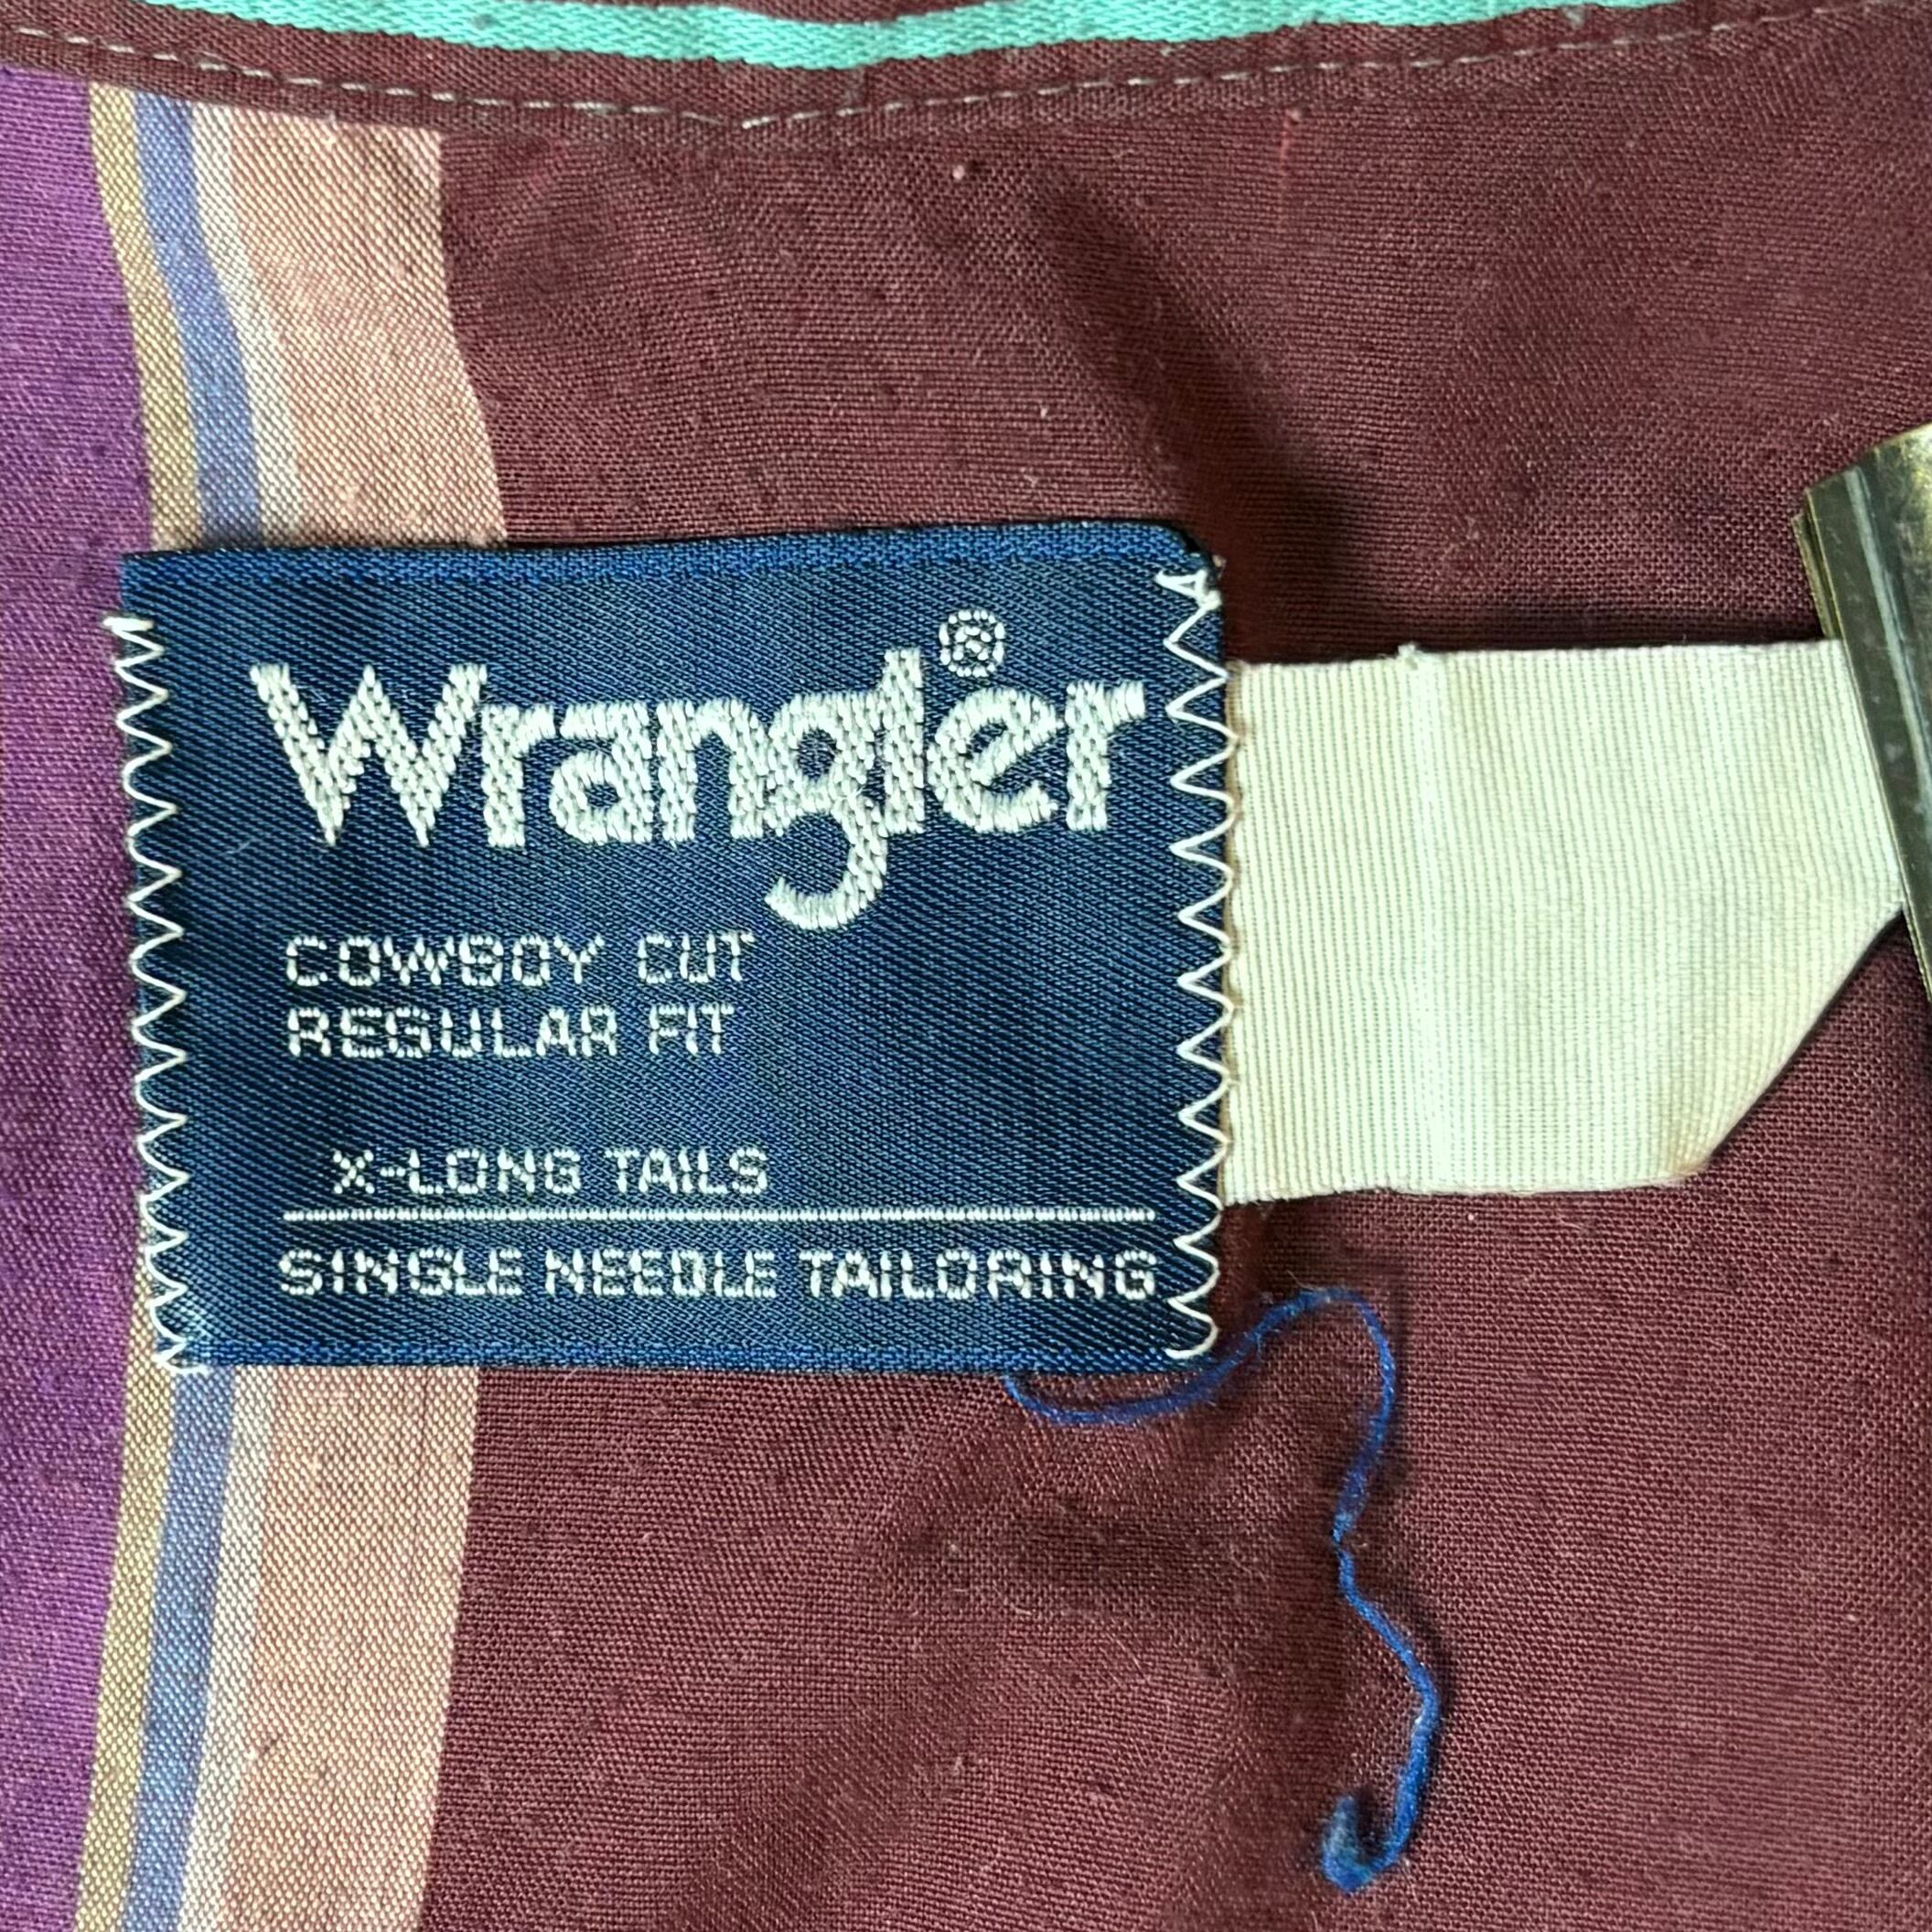 Wrangler®
COWBOY CUT
REGULAR FIT
X-LONG TAILS
SINGLE NEEDLE TAILORING